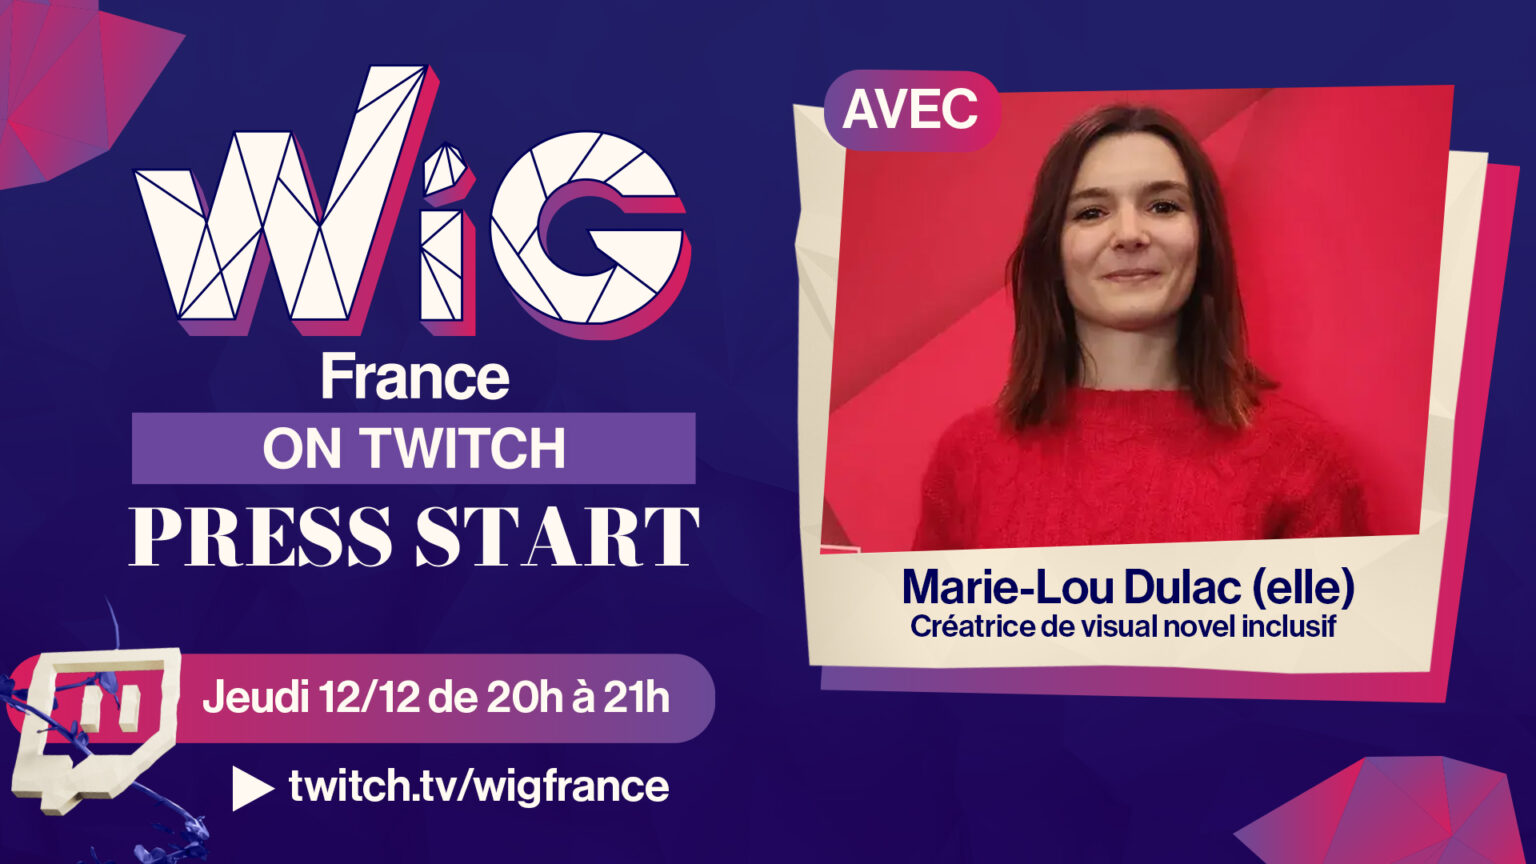 WiG
France
ON TWITCH
PRESS START
Jeudi 12/12 de 20h à 21h
twitch.tv/wigfrance
AVEC
Marie-Lou Dulac (elle)
Créatrice de visual novel inclusif